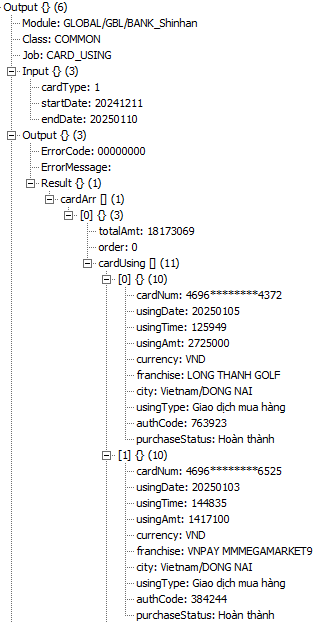 Output {} (6)
Module: GLOBAL/GBL/BANK_Shinhan
Class: COMMON
Job: CARD_USING
Input {} (3)
cardType: 1
startDate: 20241211
endDate: 20250110
Output {} (3)
ErrorCode: 00000000
ErrorMessage:
Result {} (1)
cardArr [] (1)
[0] {} (3)
totalAmt: 18173069
order: 0
cardUsing [] (11)
[0] {} (10)
cardNum: 4696********4372
usingDate: 20250105
usingTime: 125949
usingAmt: 2725000
currency: VND
franchise: LONG THANH GOLF
city: Vietnam/DONG NAI
usingType: Giao dịch mua hàng
authCode: 763923
purchaseStatus: Hoàn thành
[1] {} (10)
cardNum: 4696********6525
usingDate: 20250103
usingTime: 144835
usingAmt: 1417100
currency: VND
franchise: VNPAY MMMEGAMARKET9
city: Vietnam/DONG NAI
usingType: Giao dịch mua hàng
authCode: 384244
purchaseStatus: Hoàn thành